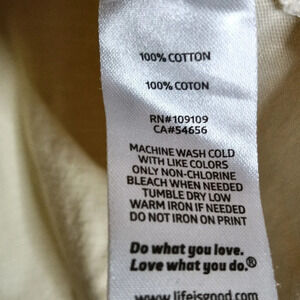 100% COTTON
100% COTON
RN#109109
CA#54656
MACHINE WASH COLD
WITH LIKE COLORS
ONLY NON-CHLORINE
BLEACH WHEN NEEDED
TUMBLE DRY LOW
WARM IRON IF NEEDED
DO NOT IRON ON PRINT
Do what you love.
Love what you do.®
www.lifeisgood.com